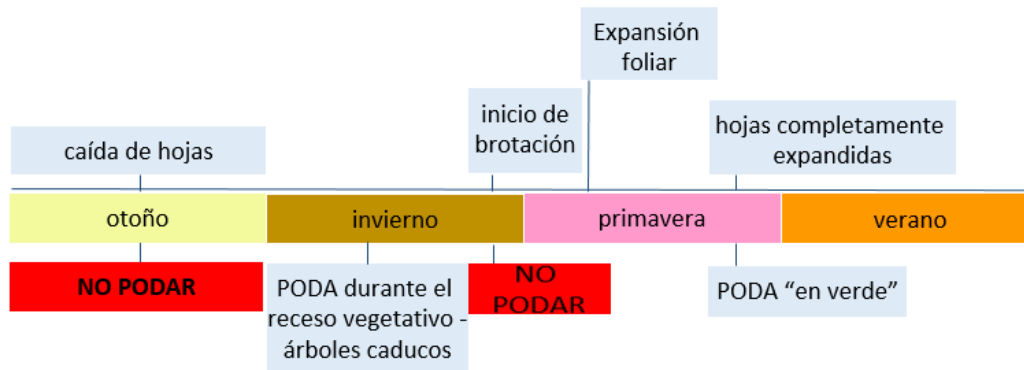 Expansión
foliar
inicio de
brotación
hojas completamente
expandidas
caída de hojas
otoño
invierno
primavera
verano
NO PODAR
PODA durante el
receso vegetativo -
árboles caducos
NO
PODAR
PODA “en verde”